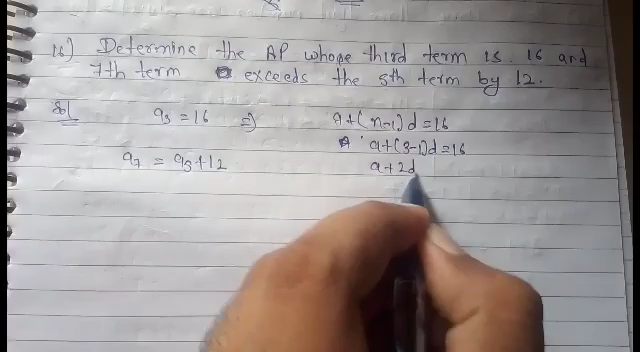 16) Determine the AP whose third term is 16 and
7th term exceeds the 5th term by 12.
Sol
a3 = 16 ⇒ A+(n-1)d=16
a+(3-1)d=16
a7 = a5+12
a+2d